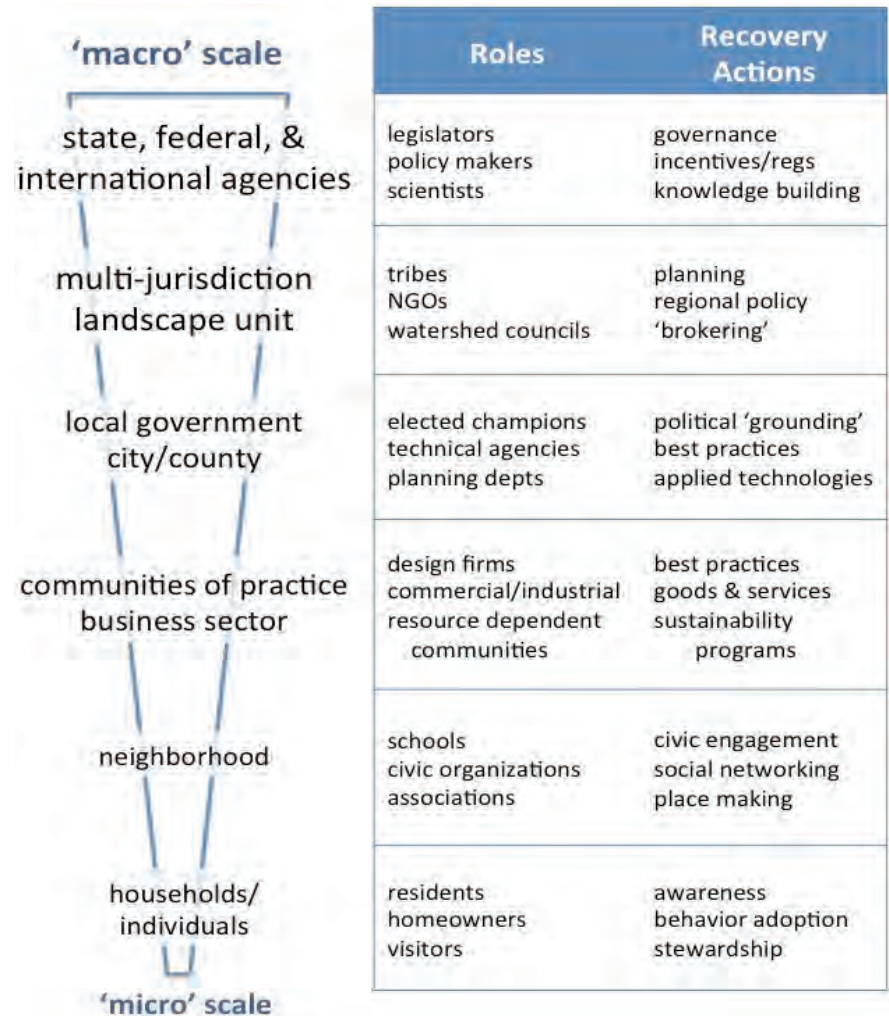 ‘macro’ scale
Roles
Recovery
Actions
state, federal, &
international agencies
legislators
policy makers
scientists
governance
incentives/regs
knowledge building
multi-jurisdiction
landscape unit
tribes
NGOs
watershed councils
planning
regional policy
‘brokering’
local government
city/county
elected champions
technical agencies
planning depts
political ‘grounding’
best practices
applied technologies
communities of practice
business sector
design firms
commercial/industrial
resource dependent
communities
best practices
goods & services
sustainability
programs
neighborhood
schools
civic organizations
associations
civic engagement
social networking
place making
households/
individuals
residents
homeowners
visitors
awareness
behavior adoption
stewardship
‘micro’ scale